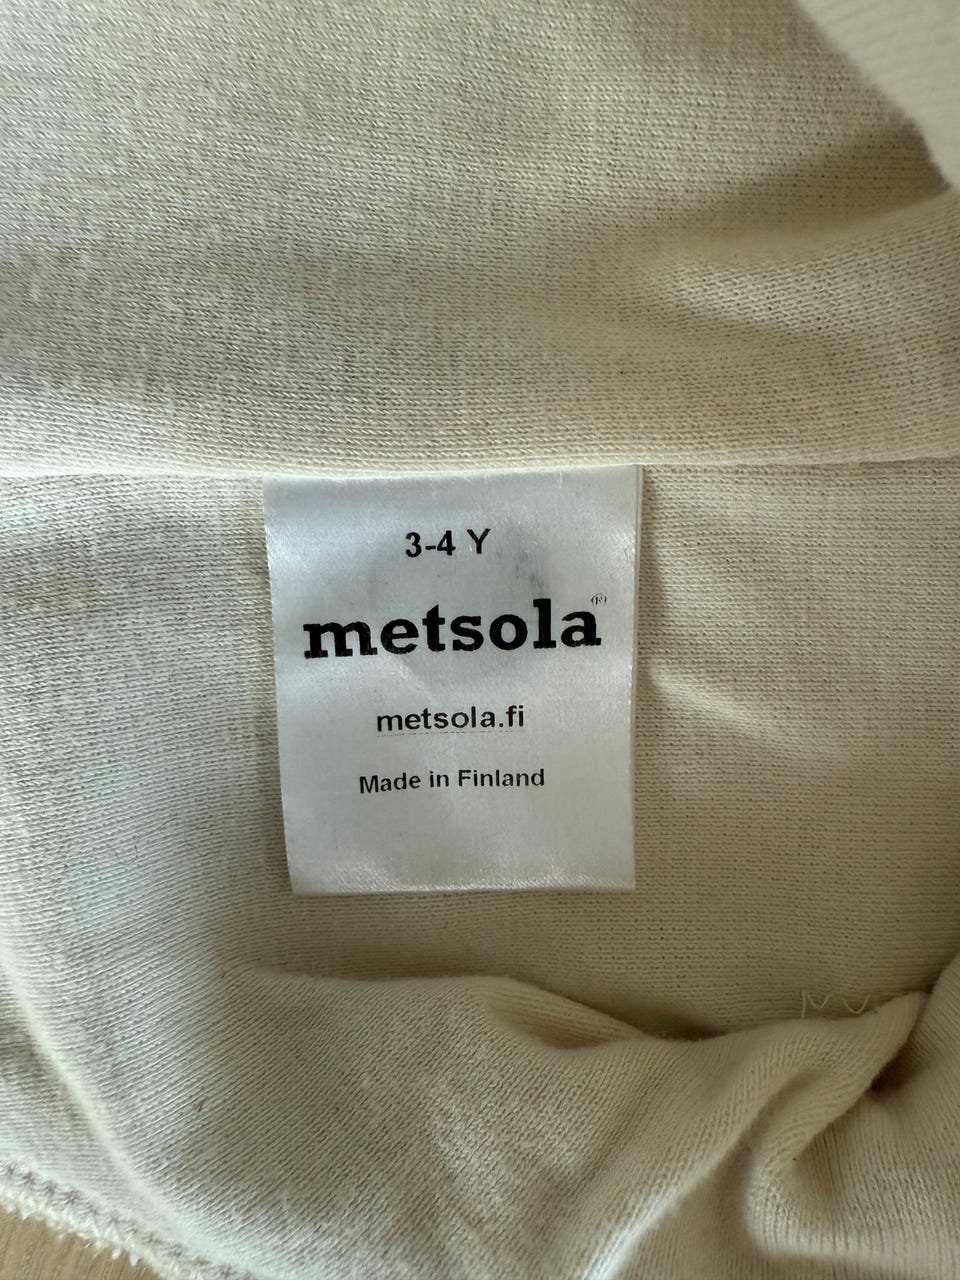 3-4 Y
metsola®
metsola.fi
Made in Finland